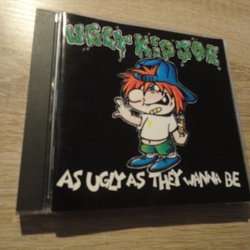 UGLY KID JOE
AS UGLY AS THEY WANNA BE